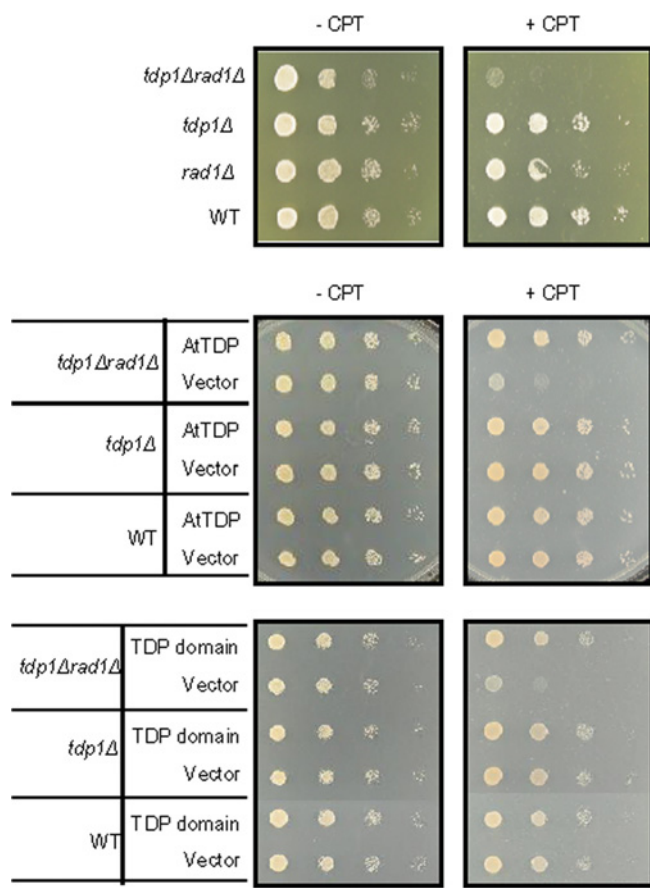 - CPT + CPT
tdp1Δrad1Δ
tdp1Δ
rad1Δ
WT
- CPT + CPT
tdp1Δrad1Δ AtTDP
Vector
tdp1Δ AtTDP
Vector
WT AtTDP
Vector
tdp1Δrad1Δ TDP domain
Vector
tdp1Δ TDP domain
Vector
WT TDP domain
Vector